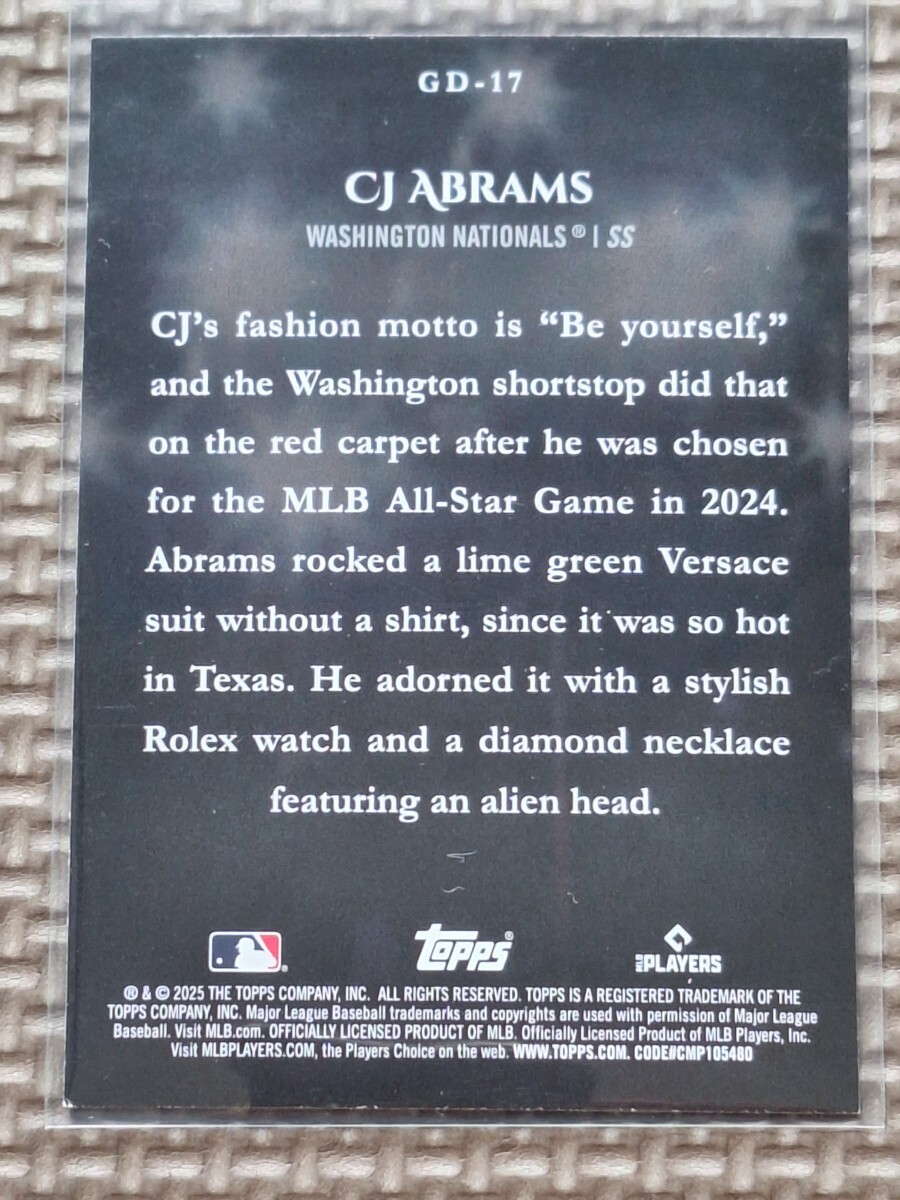 GD-17
CJ ABRAMS
WASHINGTON NATIONALS® | SS
CJ's fashion motto is “Be yourself,”
and the Washington shortstop did that
on the red carpet after he was chosen
for the MLB All-Star Game in 2024.
Abrams rocked a lime green Versace
suit without a shirt, since it was so hot
in Texas. He adorned it with a stylish
Rolex watch and a diamond necklace
featuring an alien head.
topps® MLB PLAYERS
® & © 2025 THE TOPPS COMPANY, INC. ALL RIGHTS RESERVED. TOPPS IS A REGISTERED TRADEMARK OF THE
TOPPS COMPANY, INC. Major League Baseball trademarks and copyrights are used with permission of Major League
Baseball. Visit MLB.com. OFFICIALLY LICENSED PRODUCT OF MLB. Officially Licensed Product of MLB Players, Inc.
Visit MLBPLAYERS.COM, the Players Choice on the web. WWW.TOPPS.COM. CODE#CMP105480